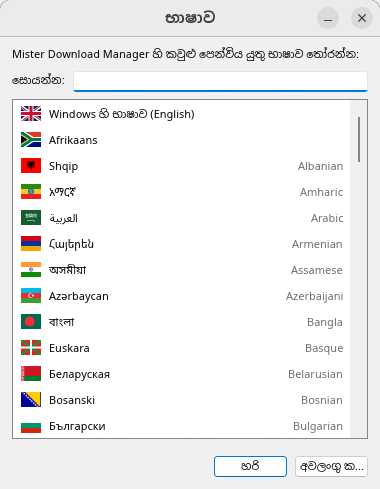 භාෂාව
Mister Download Manager හි කවුළු පෙන්විය යුතු භාෂාව තෝරන්න:
සොයන්න:
Windows හි භාෂාව (English)
Afrikaans
Shqip Albanian
አማርኛ Amharic
العربية Arabic
Հայերեն Armenian
অসমীয়া Assamese
Azərbaycan Azerbaijani
বাংলা Bangla
Euskara Basque
Беларуская Belarusian
Bosanski Bosnian
Български Bulgarian
හරි
අවලංගු ක...